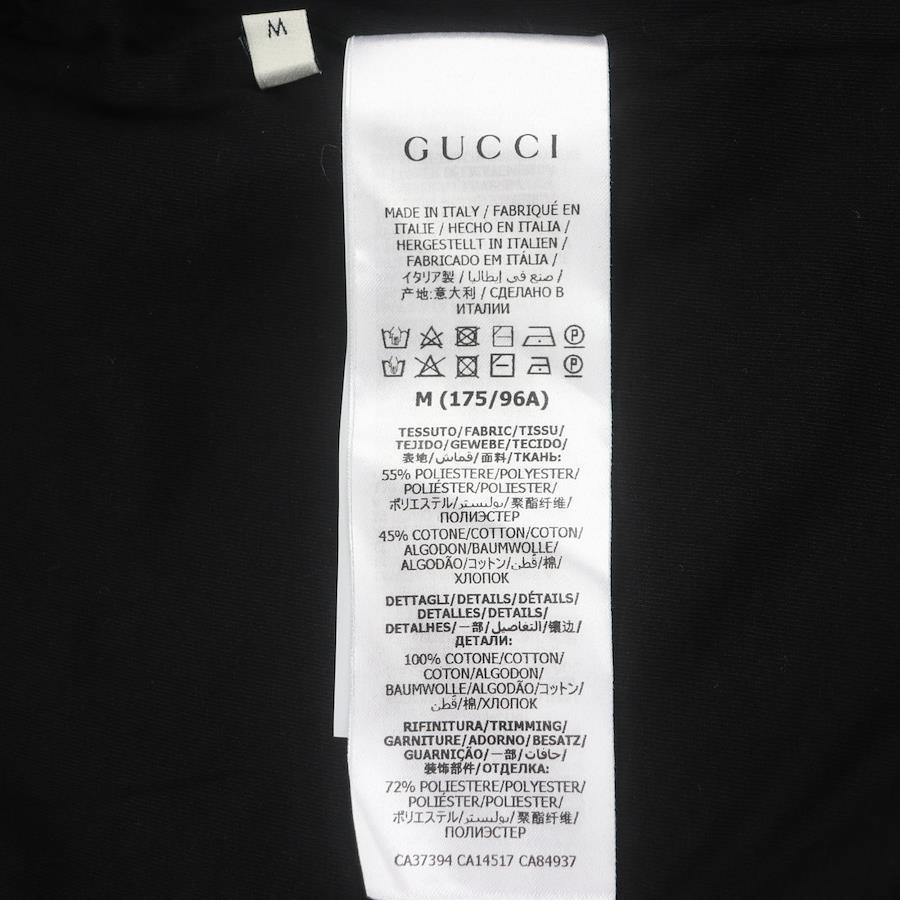 M
GUCCI
MADE IN ITALY / FABRIQUÉ EN
ITALIE / HECHO EN ITALIA /
HERGESTELLT IN ITALIEN /
FABRICADO EM ITÁLIA /
イタリア製 / صنع في إيطاليا /
产地:意大利 / СДЕЛАНО В
ИТАЛИИ
M (175/96A)
TESSUTO/FABRIC/TISSU/
TEJIDO/GEWEBE/TECIDO/
表地/قماش/面料/ТКАНЬ:
55% POLIESTERE/POLYESTER/
POLIÉSTER/POLIESTER/
ポリエステル/بوليستر/聚酯纤维/
ПОЛИЭСТЕР
45% COTONE/COTTON/COTON/
ALGODON/BAUMWOLLE/
ALGODÃO/コットン/قطن/棉/
ХЛОПОК
DETTAGLI/DETAILS/DÉTAILS/
DETALLES/DETAILS/
DETALHES/一部/التفاصيل/镶边/
ДЕТАЛИ:
100% COTONE/COTTON/
COTON/ALGODON/
BAUMWOLLE/ALGODÃO/コットン/
قطن/棉/ХЛОПОК
RIFINITURA/TRIMMING/
GARNITURE/ADORNO/BESATZ/
GUARNIÇÃO/一部/حافات/
装饰部件/ОТДЕЛКА:
72% POLIESTERE/POLYESTER/
POLIÉSTER/POLIESTER/
ポリエステル/بوليستر/聚酯纤维/
ПОЛИЭСТЕР
CA37394 CA14517 CA84937